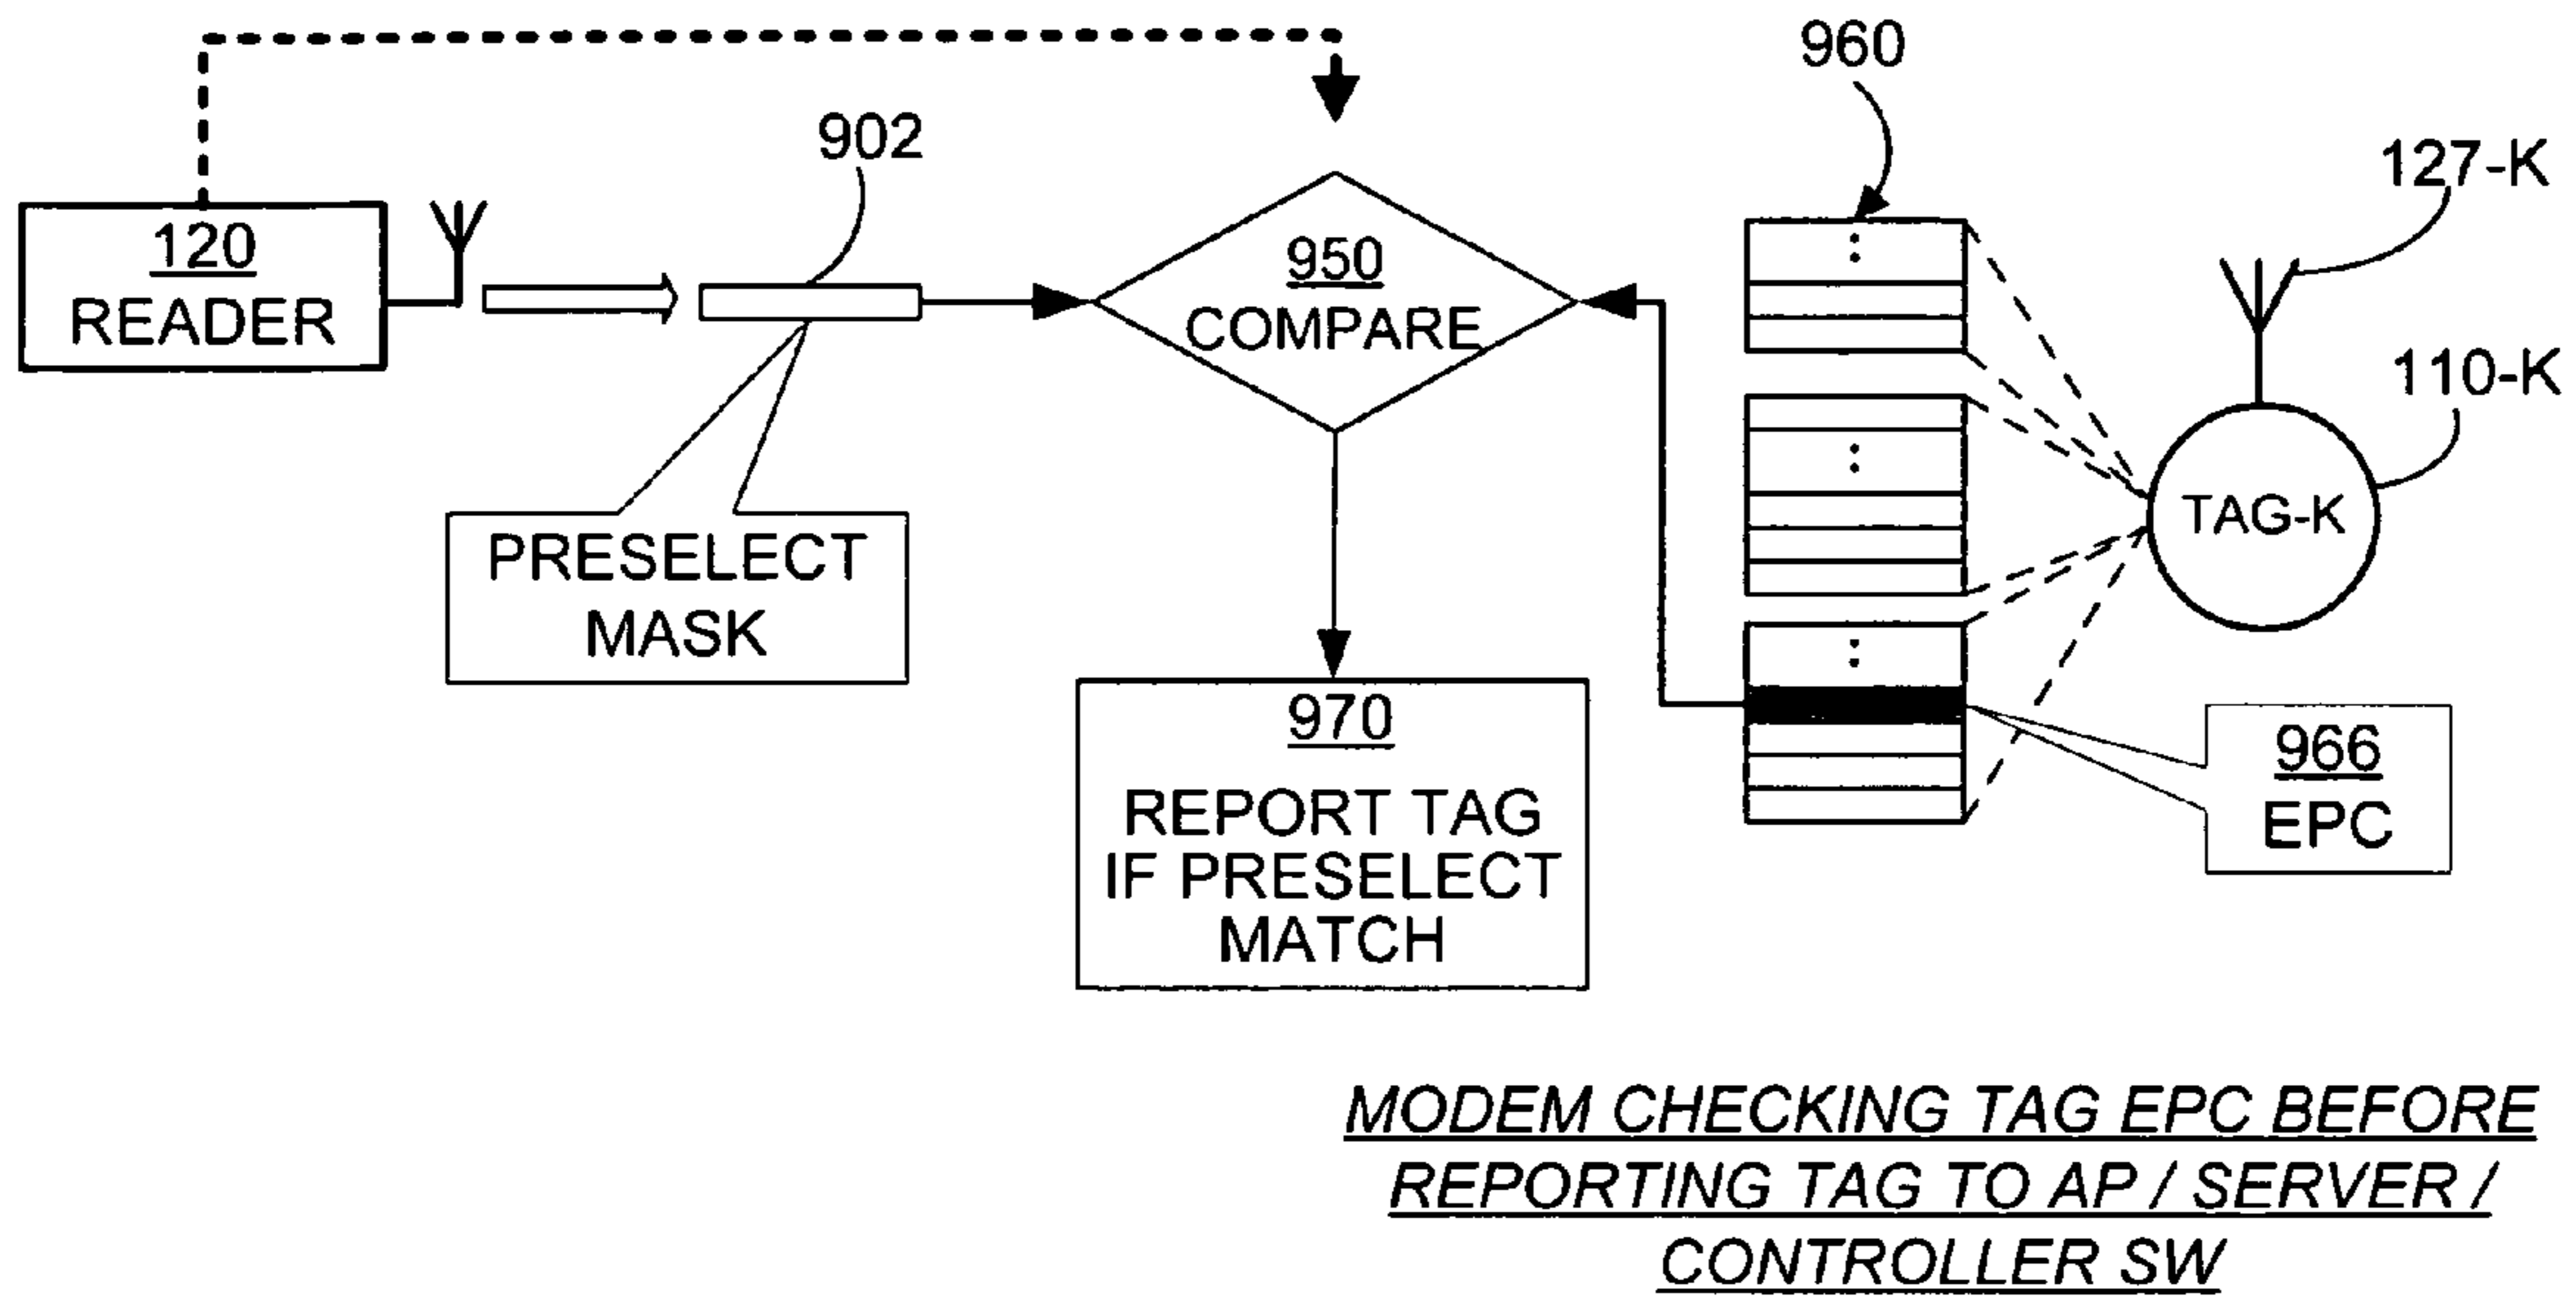 960
902
127-K
120
READER
950
COMPARE
110-K
TAG-K
PRESELECT
MASK
970
REPORT TAG
IF PRESELECT
MATCH
966
EPC
MODEM CHECKING TAG EPC BEFORE
REPORTING TAG TO AP / SERVER /
CONTROLLER SW